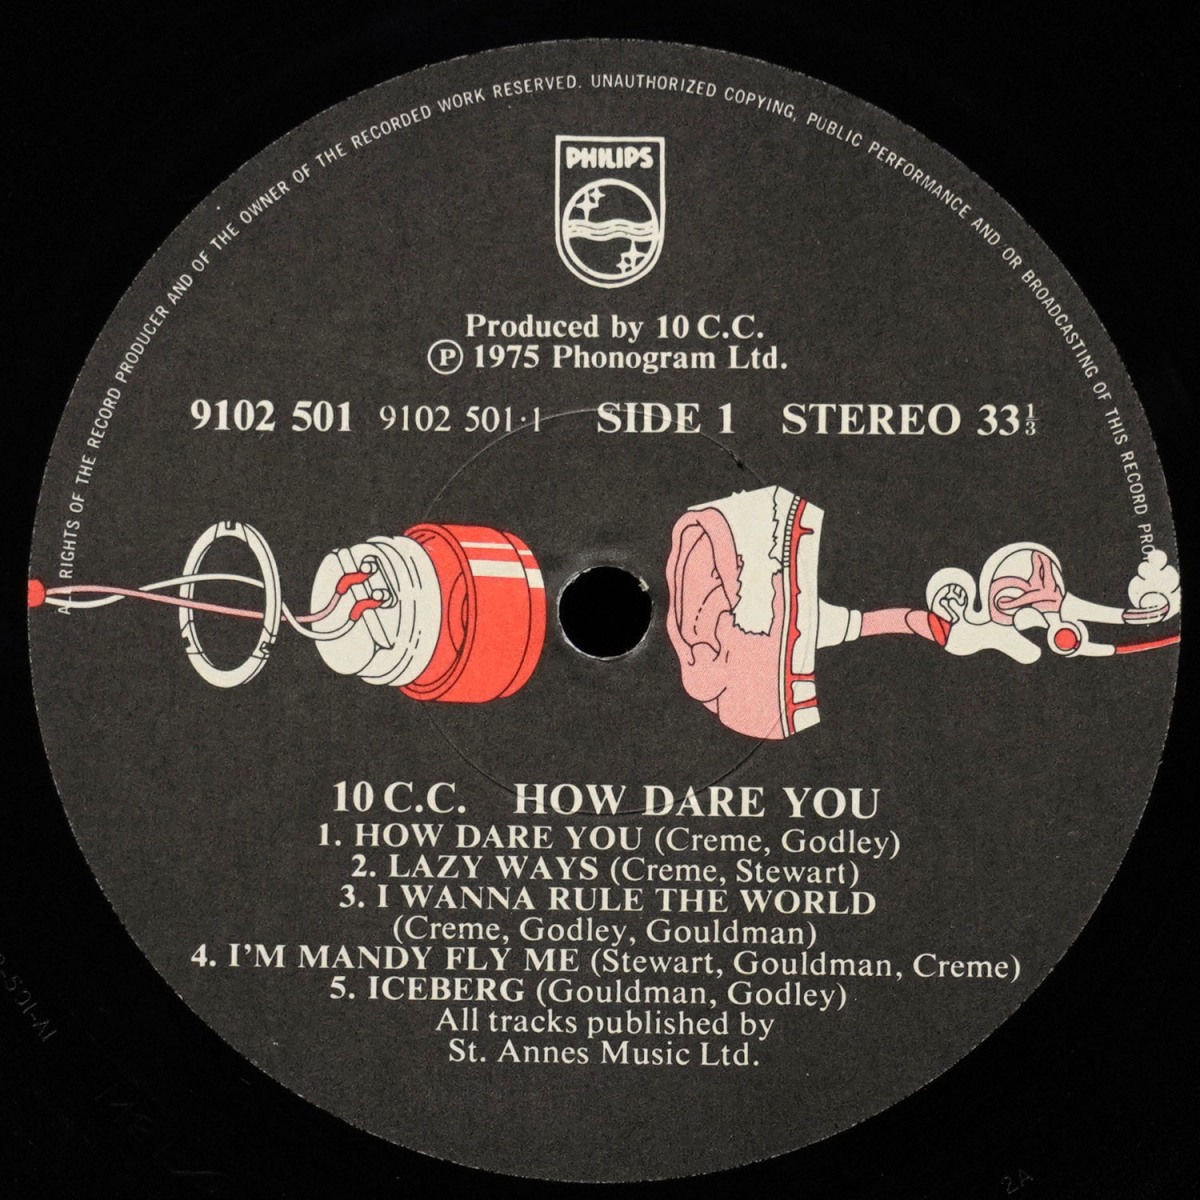 ALL RIGHTS OF THE RECORD PRODUCER AND OF THE OWNER OF THE RECORDED WORK RESERVED. UNAUTHORIZED COPYING, PUBLIC PERFORMANCE AND/OR BROADCASTING OF THIS RECORD PRO
PHILIPS
Produced by 10 C.C.
Ⓟ 1975 Phonogram Ltd.
9102 501 9102 501·1 SIDE 1 STEREO 33⅓
10 C.C. HOW DARE YOU
1. HOW DARE YOU (Creme, Godley)
2. LAZY WAYS (Creme, Stewart)
3. I WANNA RULE THE WORLD
(Creme, Godley, Gouldman)
4. I'M MANDY FLY ME (Stewart, Gouldman, Creme)
5. ICEBERG (Gouldman, Godley)
All tracks published by
St. Annes Music Ltd.
2A